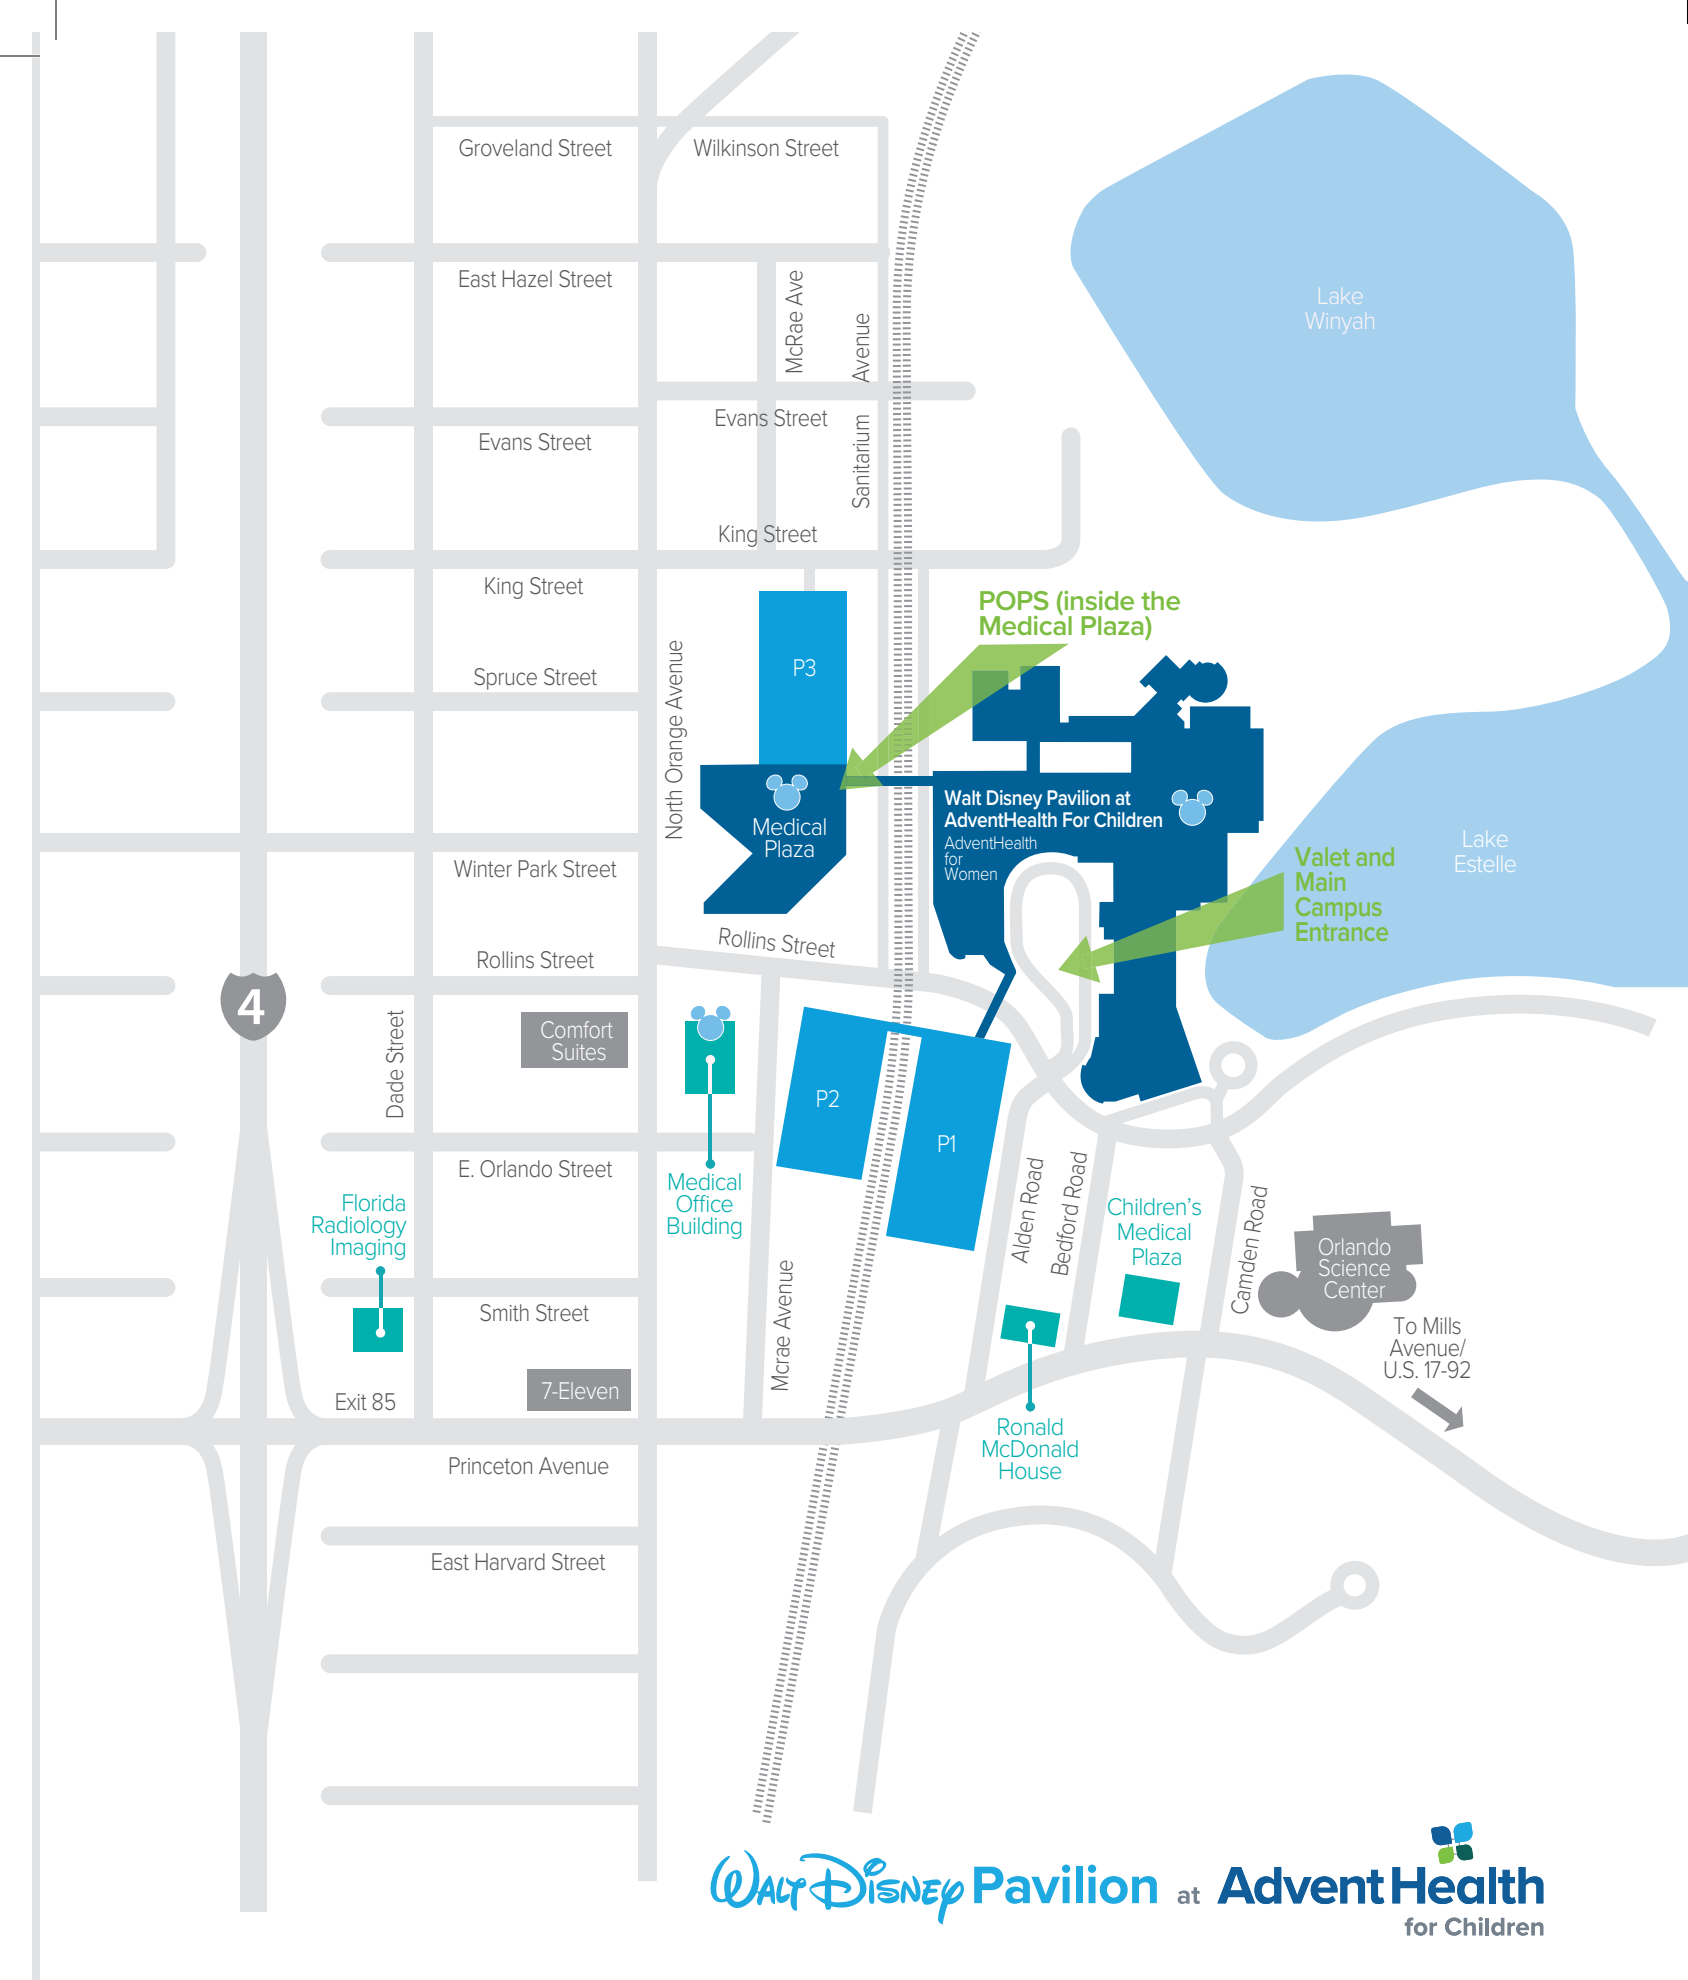 Groveland Street
Wilkinson Street
East Hazel Street
McRae Ave
Sanitarium Avenue
Lake
Winyah
Evans Street
Evans Street
King Street
King Street
POPS (inside the
Medical Plaza)
North Orange Avenue
P3
Spruce Street
Medical
Plaza
Walt Disney Pavilion at
AdventHealth For Children
AdventHealth
for
Women
Lake
Estelle
Valet and
Main
Campus
Entrance
Winter Park Street
Rollins Street
Rollins Street
4
Dade Street
Comfort
Suites
P2
P1
E. Orlando Street
Medical
Office
Building
Florida
Radiology
Imaging
Alden Road
Bedford Road
Children's
Medical
Plaza
Camden Road
Orlando
Science
Center
Smith Street
Mcrae Avenue
To Mills
Avenue/
U.S. 17-92
7-Eleven
Exit 85
Ronald
McDonald
House
Princeton Avenue
East Harvard Street
Walt Disney Pavilion at AdventHealth
for Children